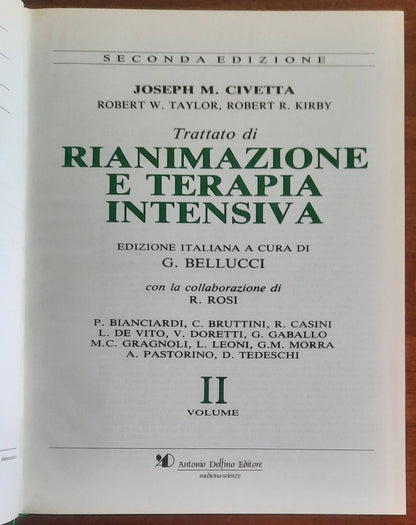 SECONDA EDIZIONE
JOSEPH M. CIVETTA
ROBERT W. TAYLOR, ROBERT R. KIRBY
Trattato di
RIANIMAZIONE
E TERAPIA
INTENSIVA
EDIZIONE ITALIANA A CURA DI
G. BELLUCCI
con la collaborazione di
R. ROSI
P. BIANCIARDI, C. BRUTTINI, R. CASINI
L. DE VITO, V. DORETTI, G. GABALLO
M.C. GRAGNOLI, L. LEONI, G.M. MORRA
A. PASTORINO, D. TEDESCHI
II
VOLUME
Antonio Delfino Editore
medicina-scienze